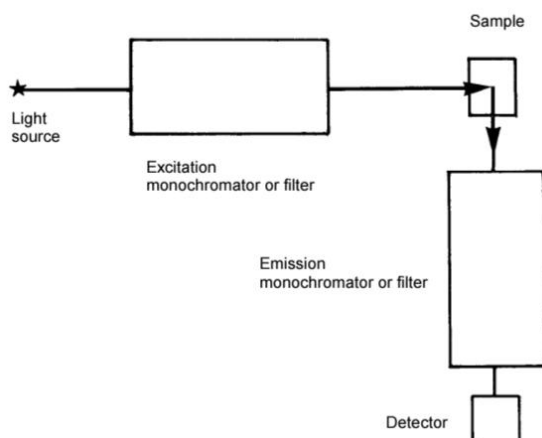 Sample
Light
source
Excitation
monochromator or filter
Emission
monochromator or filter
Detector